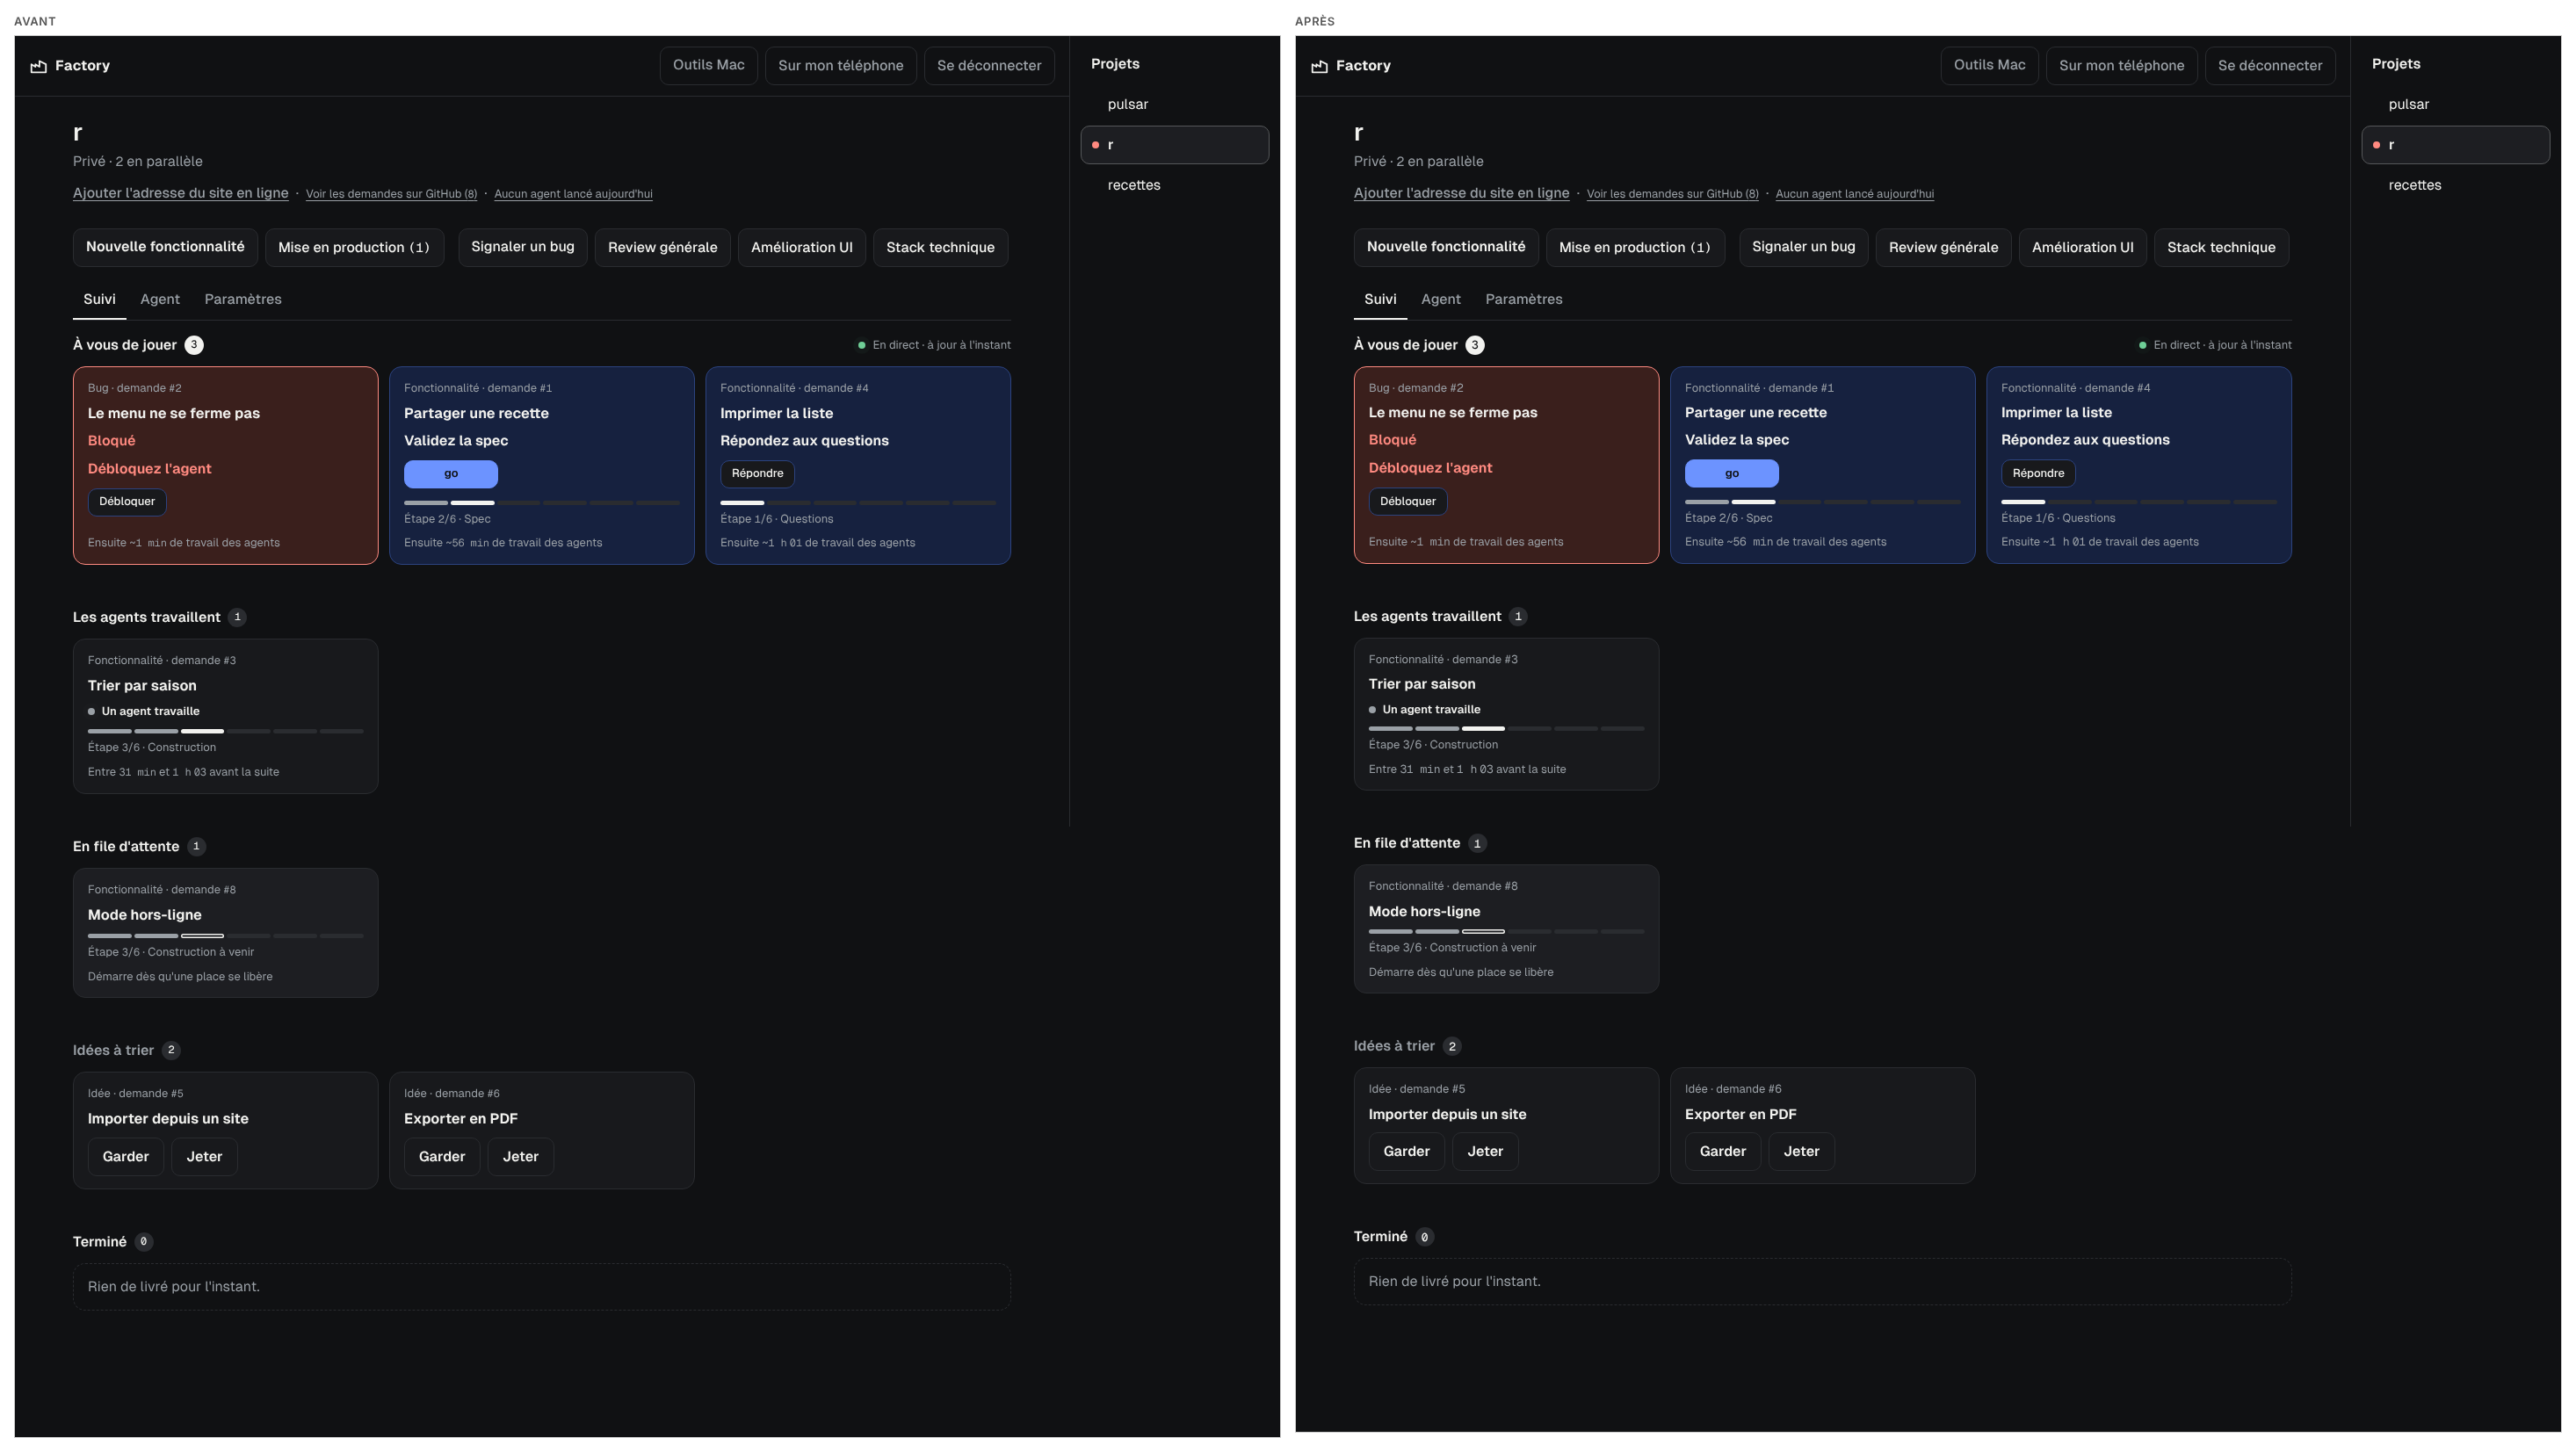 AVANT
Factory
Outils Mac
Sur mon téléphone
Se déconnecter
Projets
pulsar
r
recettes
r
Privé · 2 en parallèle
Ajouter l'adresse du site en ligne · Voir les demandes sur GitHub (8) · Aucun agent lancé aujourd'hui
Nouvelle fonctionnalité
Mise en production (1)
Signaler un bug
Review générale
Amélioration UI
Stack technique
Suivi
Agent
Paramètres
À vous de jouer 3
En direct · à jour à l'instant
Bug · demande #2
Le menu ne se ferme pas
Bloqué
Débloquez l'agent
Débloquer
Ensuite ~1 min de travail des agents
Fonctionnalité · demande #1
Partager une recette
Validez la spec
go
Étape 2/6 · Spec
Ensuite ~56 min de travail des agents
Fonctionnalité · demande #4
Imprimer la liste
Répondez aux questions
Répondre
Étape 1/6 · Questions
Ensuite ~1 h 01 de travail des agents
Les agents travaillent 1
Fonctionnalité · demande #3
Trier par saison
Un agent travaille
Étape 3/6 · Construction
Entre 31 min et 1 h 03 avant la suite
En file d'attente 1
Fonctionnalité · demande #8
Mode hors-ligne
Étape 3/6 · Construction à venir
Démarre dès qu'une place se libère
Idées à trier 2
Idée · demande #5
Importer depuis un site
Garder
Jeter
Idée · demande #6
Exporter en PDF
Garder
Jeter
Terminé 0
Rien de livré pour l'instant.
APRÈS
Factory
Outils Mac
Sur mon téléphone
Se déconnecter
Projets
pulsar
r
recettes
r
Privé · 2 en parallèle
Ajouter l'adresse du site en ligne · Voir les demandes sur GitHub (8) · Aucun agent lancé aujourd'hui
Nouvelle fonctionnalité
Mise en production (1)
Signaler un bug
Review générale
Amélioration UI
Stack technique
Suivi
Agent
Paramètres
À vous de jouer 3
En direct · à jour à l'instant
Bug · demande #2
Le menu ne se ferme pas
Bloqué
Débloquez l'agent
Débloquer
Ensuite ~1 min de travail des agents
Fonctionnalité · demande #1
Partager une recette
Validez la spec
go
Étape 2/6 · Spec
Ensuite ~56 min de travail des agents
Fonctionnalité · demande #4
Imprimer la liste
Répondez aux questions
Répondre
Étape 1/6 · Questions
Ensuite ~1 h 01 de travail des agents
Les agents travaillent 1
Fonctionnalité · demande #3
Trier par saison
Un agent travaille
Étape 3/6 · Construction
Entre 31 min et 1 h 03 avant la suite
En file d'attente 1
Fonctionnalité · demande #8
Mode hors-ligne
Étape 3/6 · Construction à venir
Démarre dès qu'une place se libère
Idées à trier 2
Idée · demande #5
Importer depuis un site
Garder
Jeter
Idée · demande #6
Exporter en PDF
Garder
Jeter
Terminé 0
Rien de livré pour l'instant.